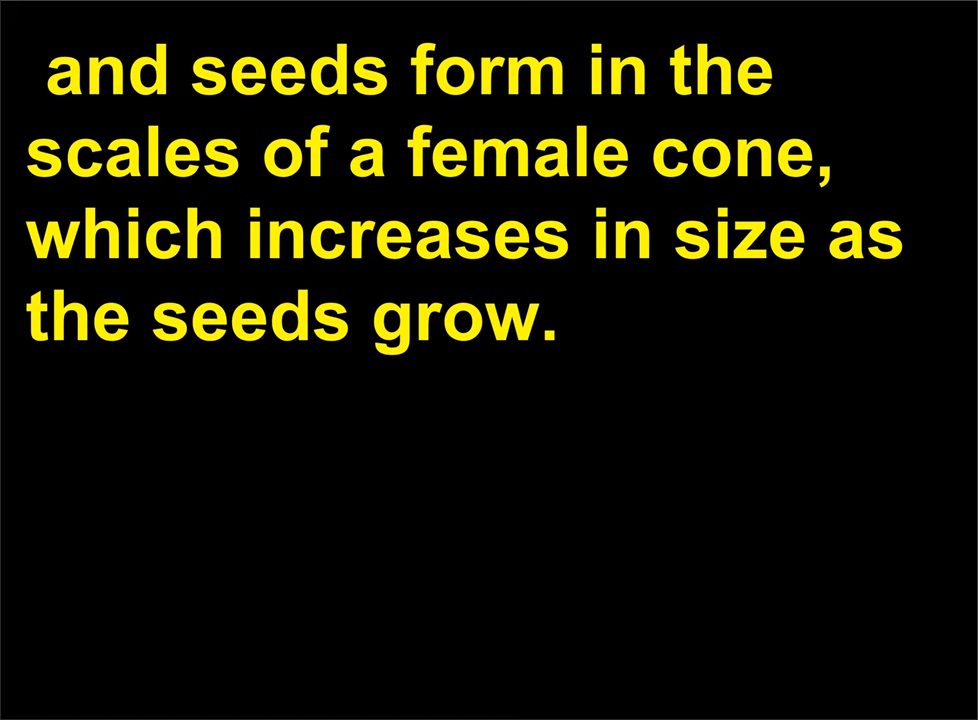 and seeds form in the
scales of a female cone,
which increases in size as
the seeds grow.